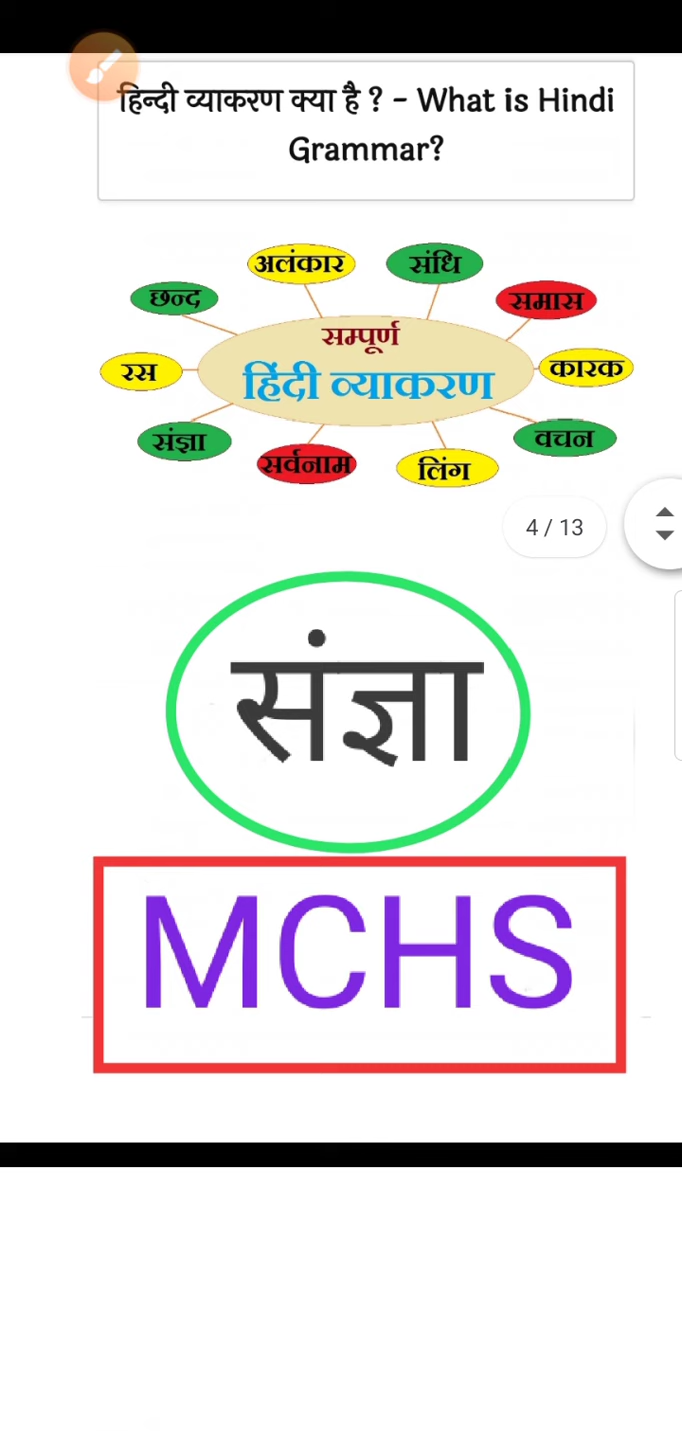 हिन्दी व्याकरण क्या है ? - What is Hindi
Grammar?
अलंकार
संधि
छन्द
समास
सम्पूर्ण
रस
हिंदी व्याकरण
कारक
संज्ञा
सर्वनाम
लिंग
वचन
4 / 13
संज्ञा
MCHS